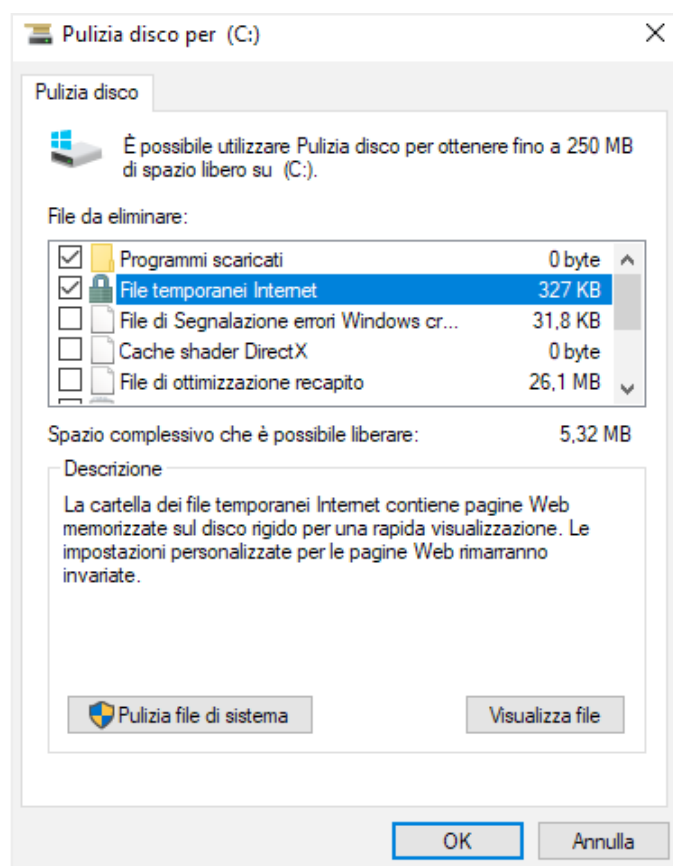 Pulizia disco per (C:)
Pulizia disco
È possibile utilizzare Pulizia disco per ottenere fino a 250 MB
di spazio libero su (C:).
File da eliminare:
Programmi scaricati 0 byte
File temporanei Internet 327 KB
File di Segnalazione errori Windows cr... 31,8 KB
Cache shader DirectX 0 byte
File di ottimizzazione recapito 26,1 MB
Spazio complessivo che è possibile liberare: 5,32 MB
Descrizione
La cartella dei file temporanei Internet contiene pagine Web
memorizzate sul disco rigido per una rapida visualizzazione. Le
impostazioni personalizzate per le pagine Web rimarranno
invariate.
Pulizia file di sistema Visualizza file
OK Annulla